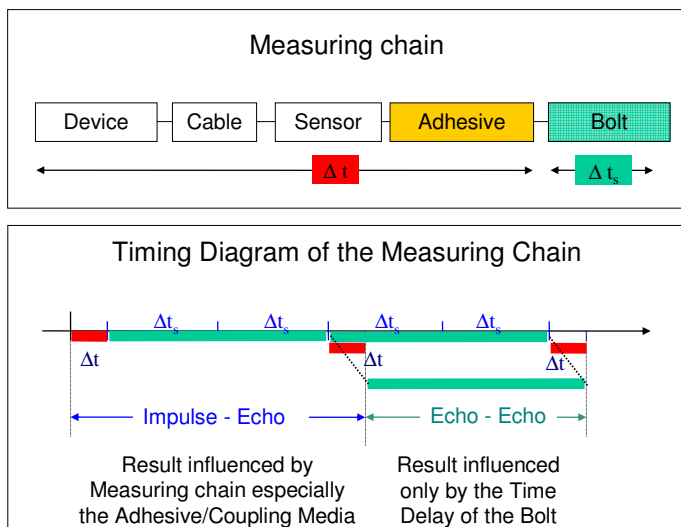 Measuring chain
Device Cable Sensor Adhesive Bolt
Δ t Δ ts
Timing Diagram of the Measuring Chain
Δts Δts Δts Δts
Δt Δt Δt
Impulse - Echo Echo - Echo
Result influenced by
Measuring chain especially
the Adhesive/Coupling Media
Result influenced
only by the Time
Delay of the Bolt